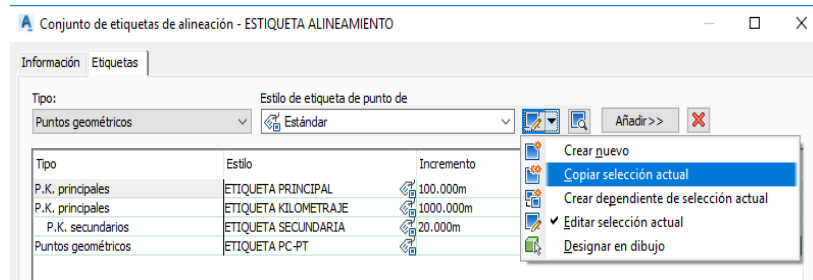 Conjunto de etiquetas de alineación - ESTIQUETA ALINEAMIENTO
Información Etiquetas
Tipo: Estilo de etiqueta de punto de
Puntos geométricos Estándar Añadir>>
Crear nuevo
Tipo Estilo Incremento
Copiar selección actual
P.K. principales ETIQUETA PRINCIPAL 100.000m
Crear dependiente de selección actual
P.K. principales ETIQUETA KILOMETRAJE 1000.000m
Editar selección actual
P.K. secundarios ETIQUETA SECUNDARIA 20.000m
Puntos geométricos ETIQUETA PC-PT
Designar en dibujo